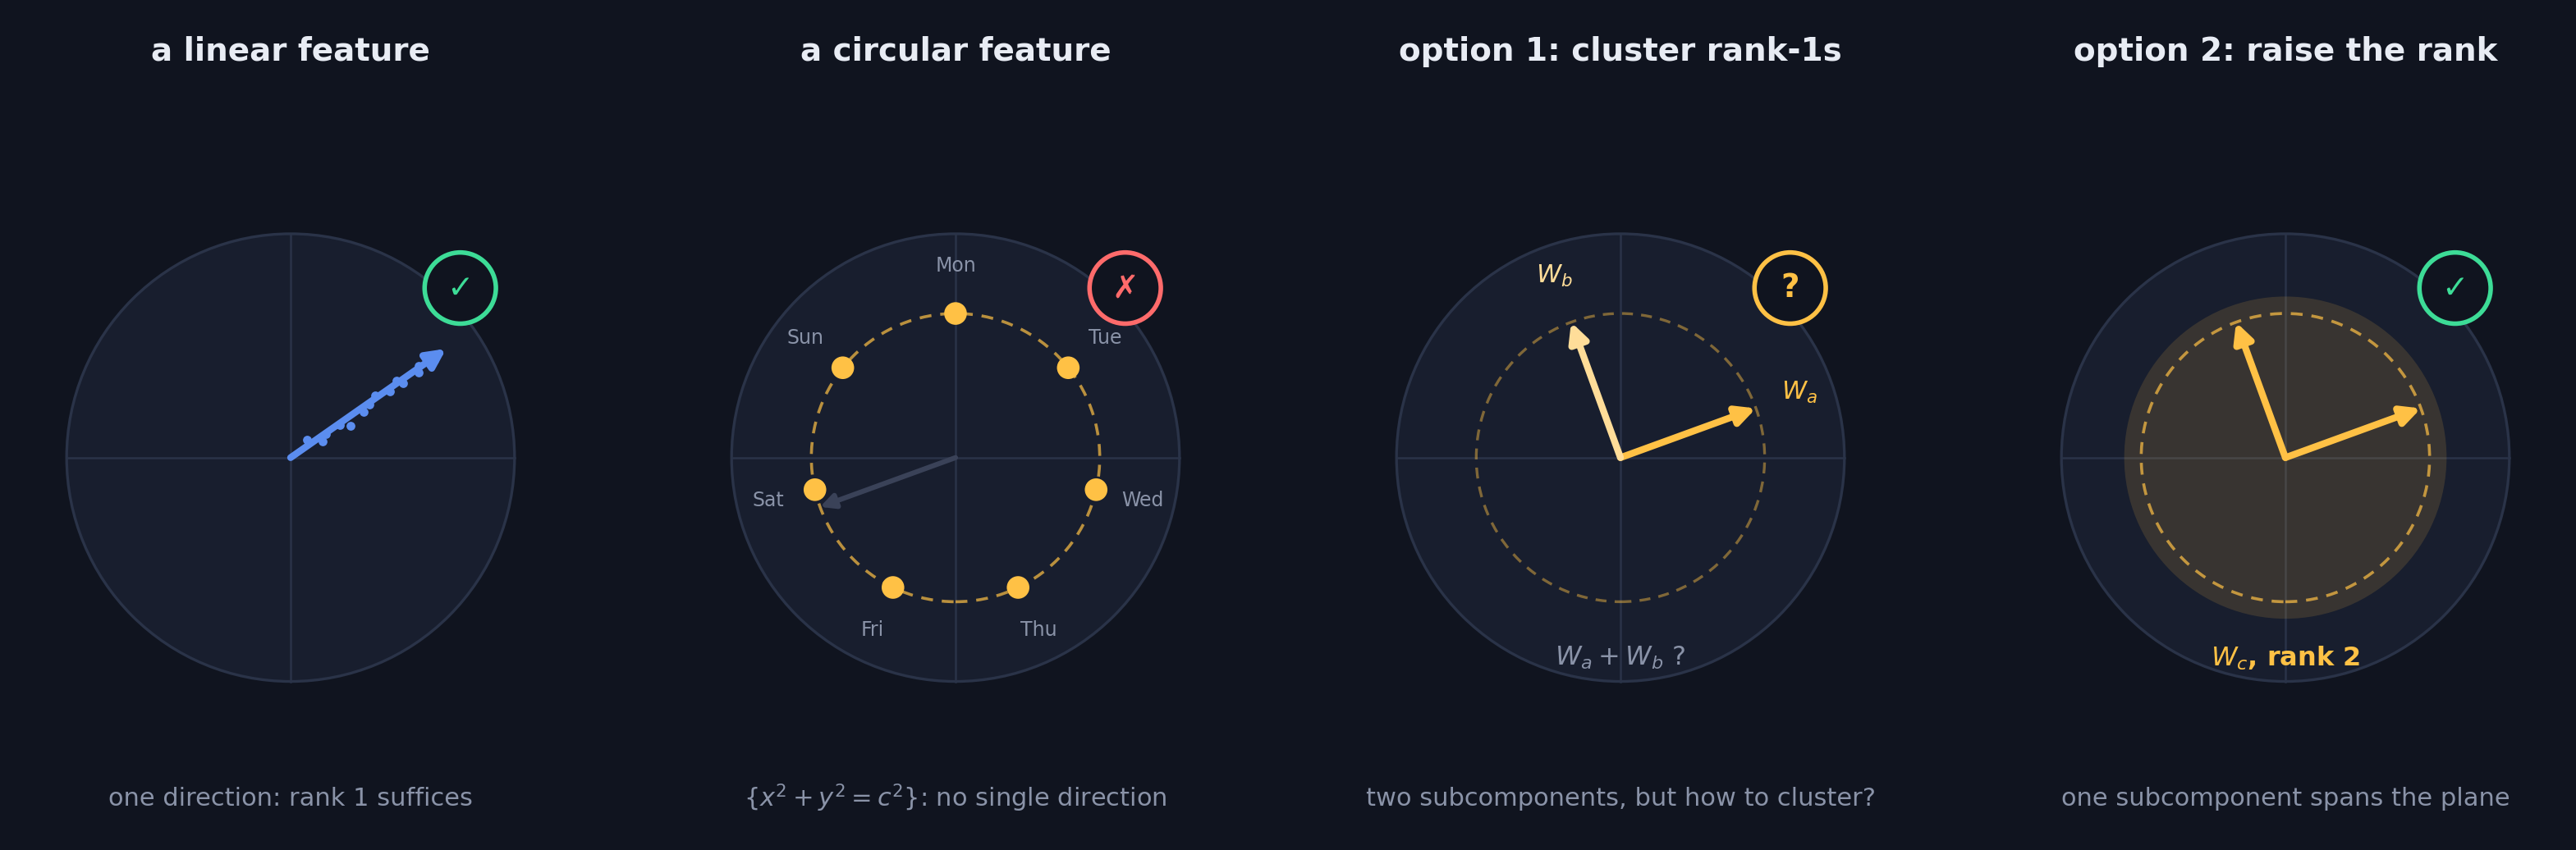 a linear feature
✓
one direction: rank 1 suffices
a circular feature
✗
Mon
Tue
Wed
Thu
Fri
Sat
Sun
{x² + y² = c²}: no single direction
option 1: cluster rank-1s
?
W_b
W_a
W_a + W_b ?
two subcomponents, but how to cluster?
option 2: raise the rank
✓
W_c, rank 2
one subcomponent spans the plane